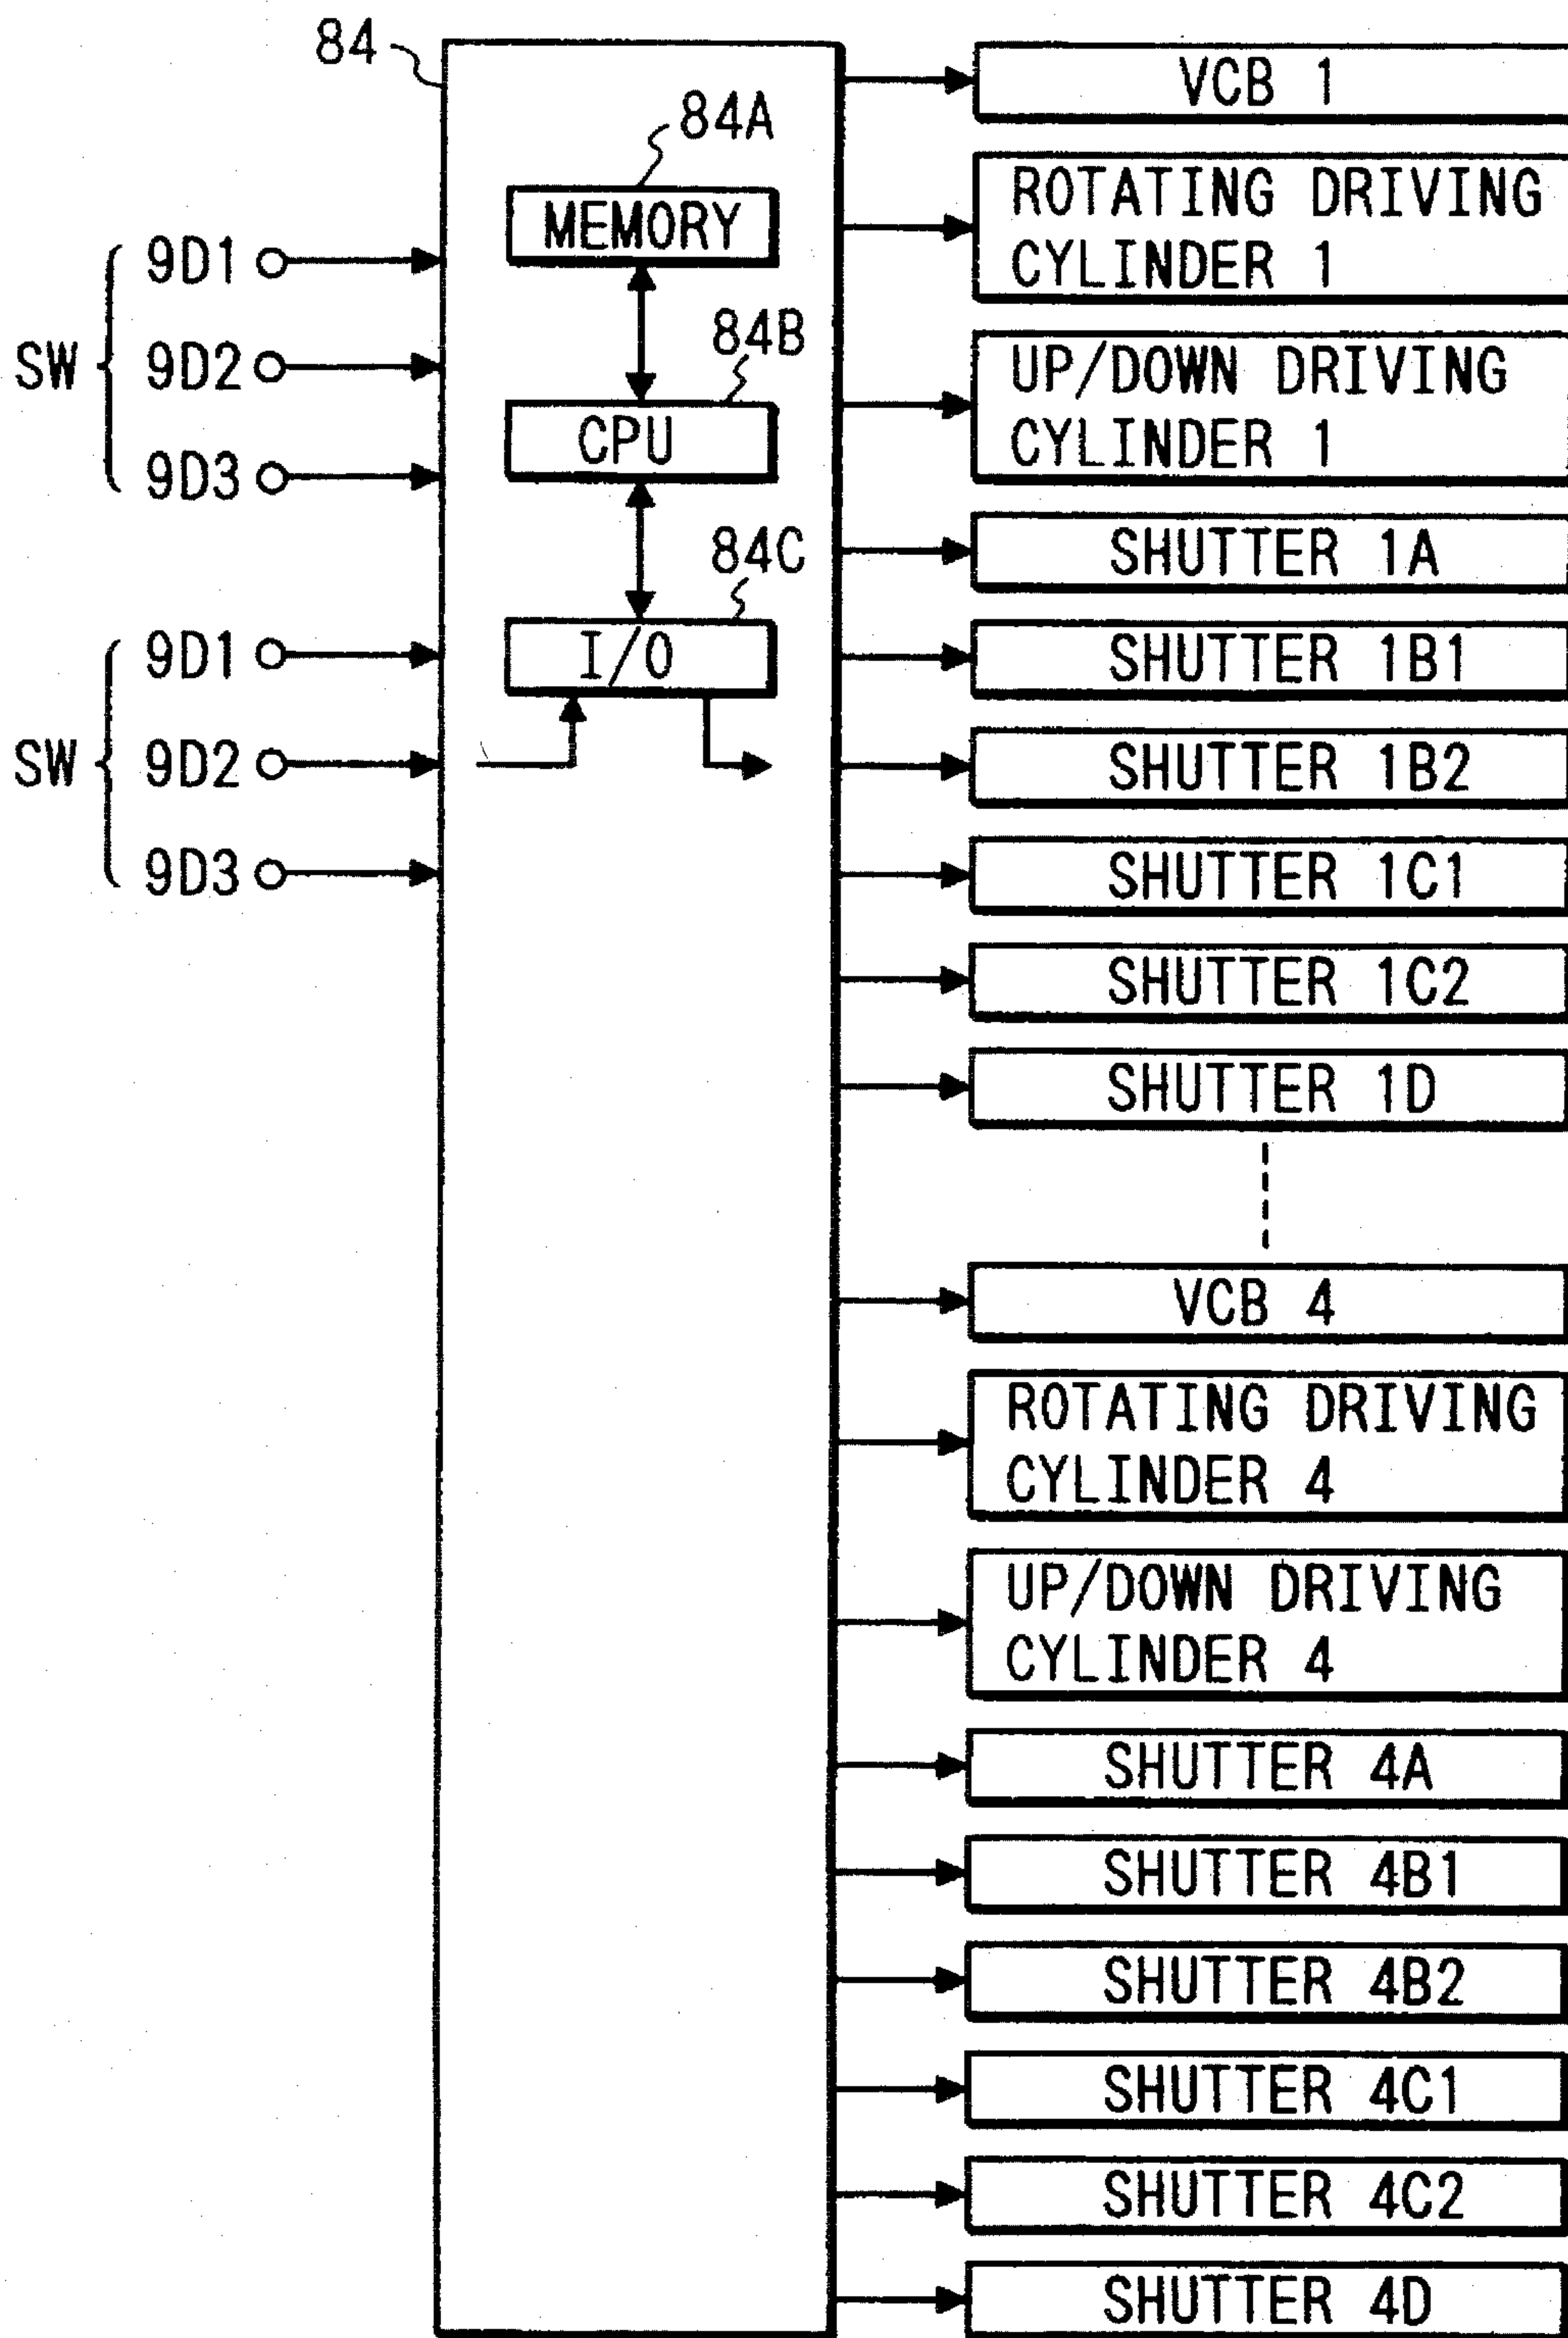 84
84A
MEMORY
84B
CPU
84C
I/O
SW
9D1
9D2
9D3
SW
9D1
9D2
9D3
VCB 1
ROTATING DRIVING
CYLINDER 1
UP/DOWN DRIVING
CYLINDER 1
SHUTTER 1A
SHUTTER 1B1
SHUTTER 1B2
SHUTTER 1C1
SHUTTER 1C2
SHUTTER 1D
VCB 4
ROTATING DRIVING
CYLINDER 4
UP/DOWN DRIVING
CYLINDER 4
SHUTTER 4A
SHUTTER 4B1
SHUTTER 4B2
SHUTTER 4C1
SHUTTER 4C2
SHUTTER 4D